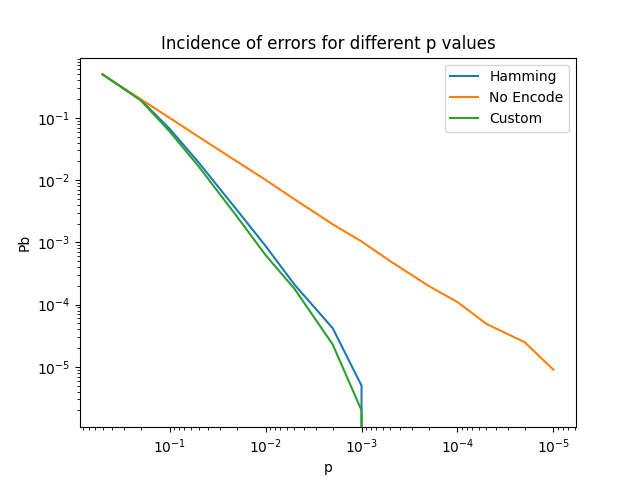 Incidence of errors for different p values
Hamming
No Encode
Custom
Pb
10⁻¹
10⁻²
10⁻³
10⁻⁴
10⁻⁵
10⁻¹ 10⁻² 10⁻³ 10⁻⁴ 10⁻⁵
p